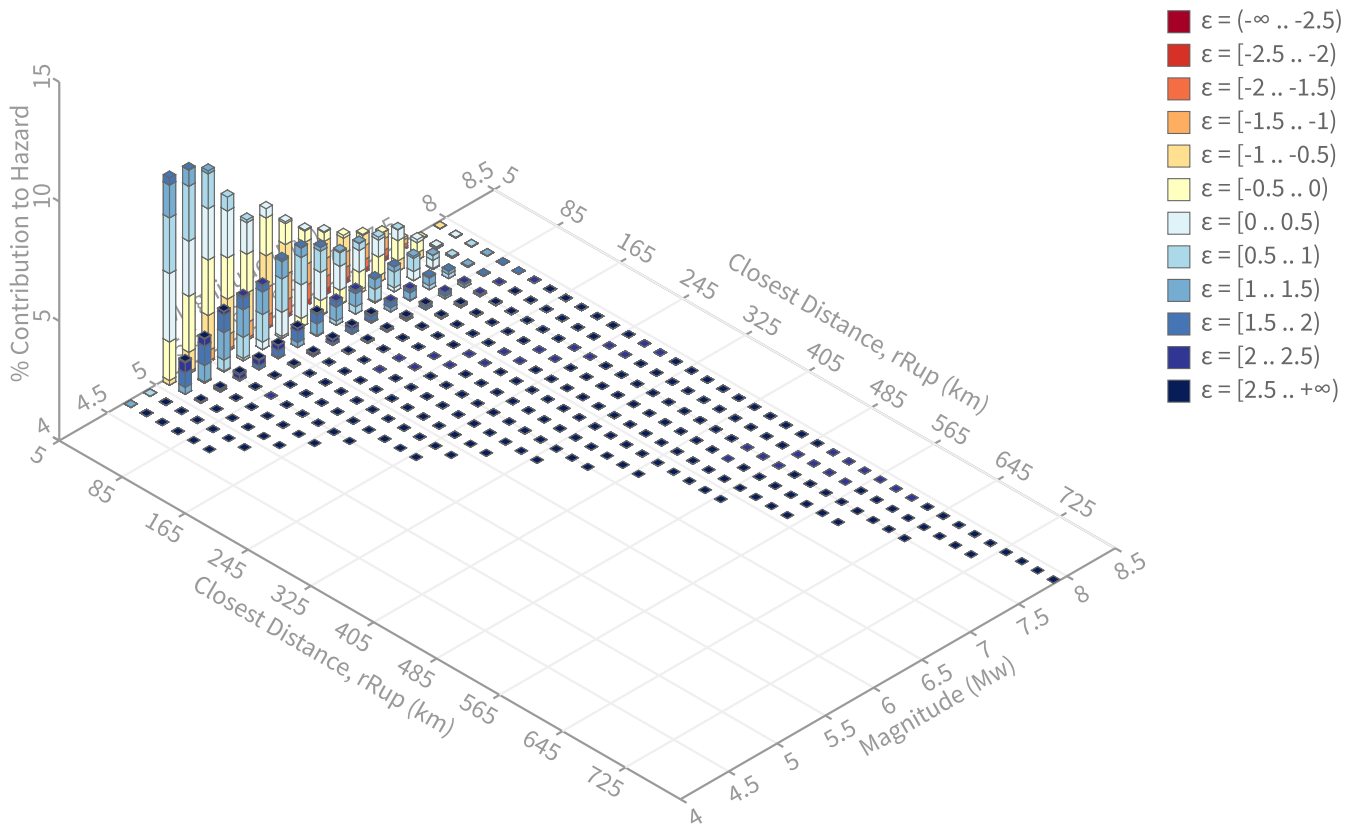 ε = (-∞ .. -2.5)
ε = [-2.5 .. -2)
ε = [-2 .. -1.5)
ε = [-1.5 .. -1)
ε = [-1 .. -0.5)
ε = [-0.5 .. 0)
ε = [0 .. 0.5)
ε = [0.5 .. 1)
ε = [1 .. 1.5)
ε = [1.5 .. 2)
ε = [2 .. 2.5)
ε = [2.5 .. +∞)
% Contribution to Hazard
15
10
5
4
4.5
5
8
8.5
5
85
165
245
325
405
485
565
645
725
Closest Distance, rRup (km)
5
85
165
245
325
405
485
565
645
725
Closest Distance, rRup (km)
4
4.5
5
5.5
6
6.5
7
7.5
8
8.5
Magnitude (Mw)